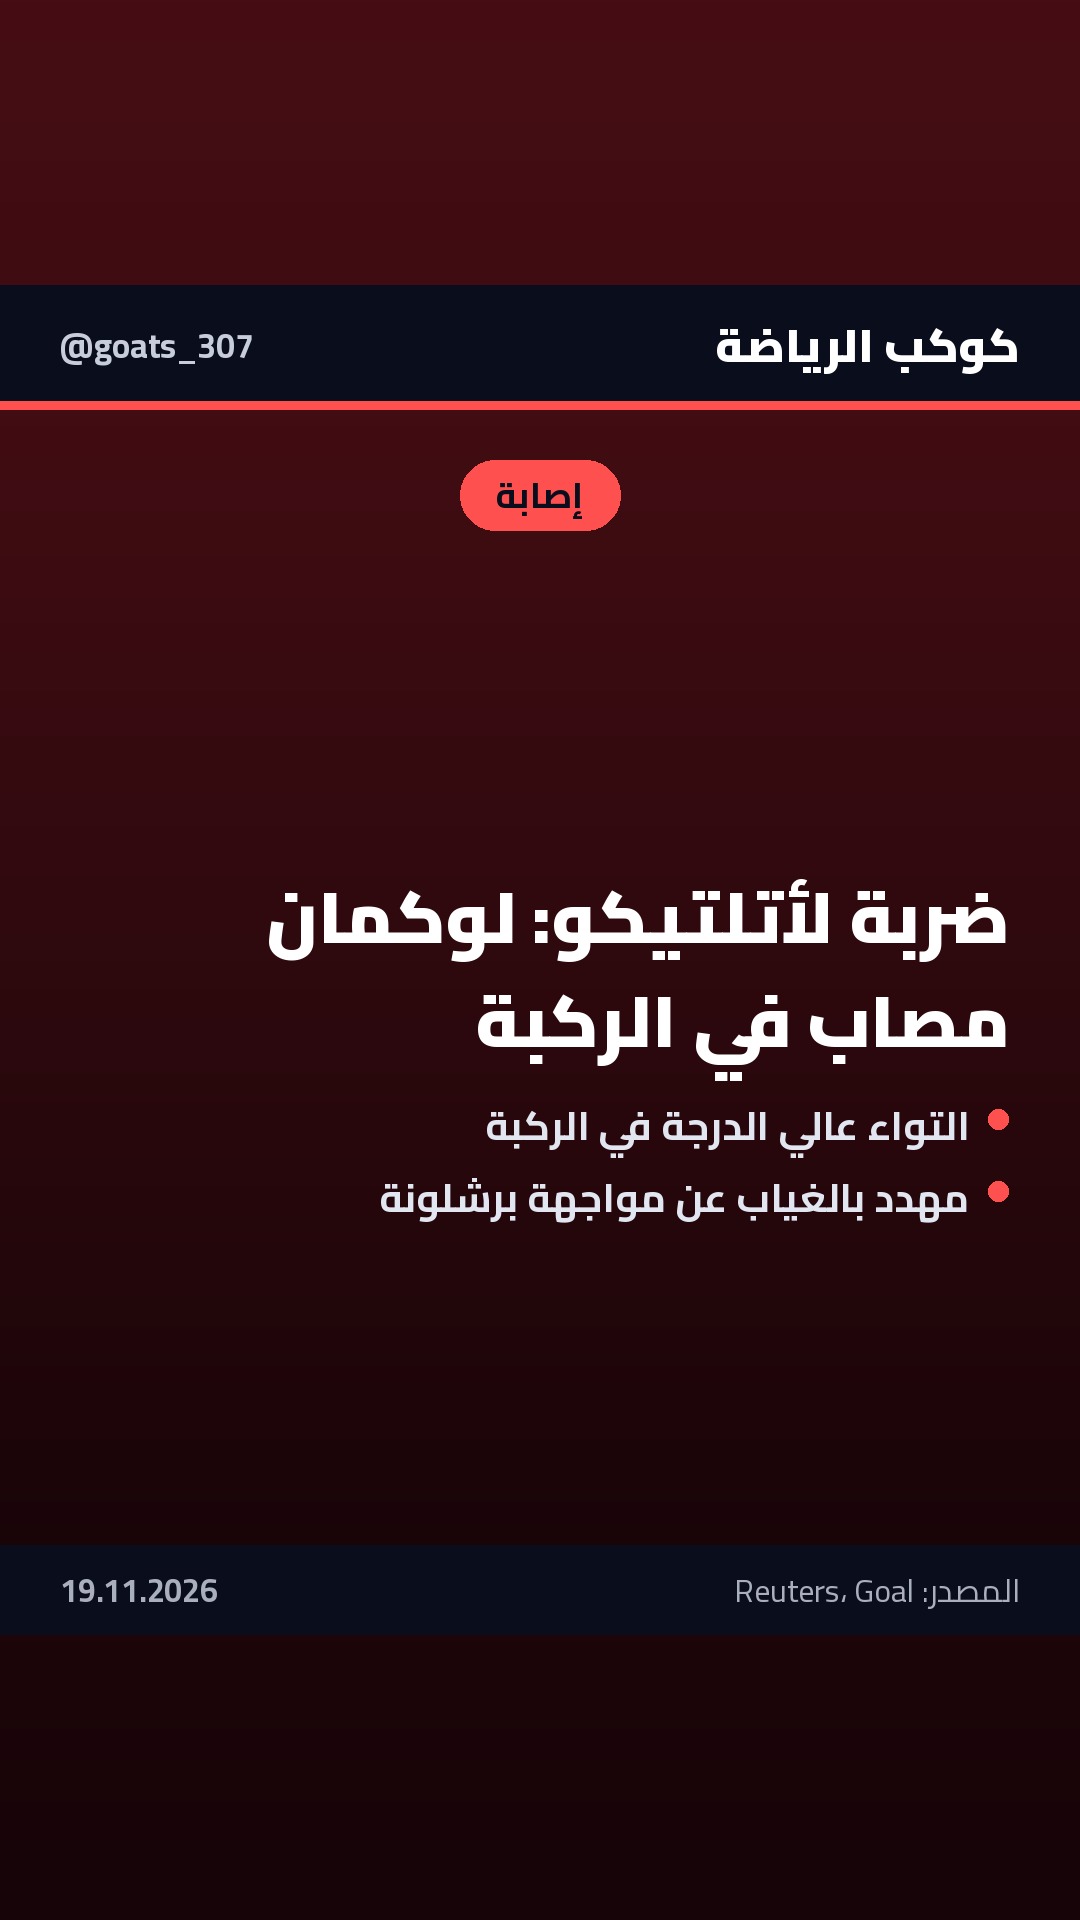 كوكب الرياضة
@goats_307
إصابة
ضربة لأتلتيكو: لوكمان
مصاب في الركبة
التواء عالي الدرجة في الركبة
مهدد بالغياب عن مواجهة برشلونة
المصدر: Reuters، Goal
19.11.2026